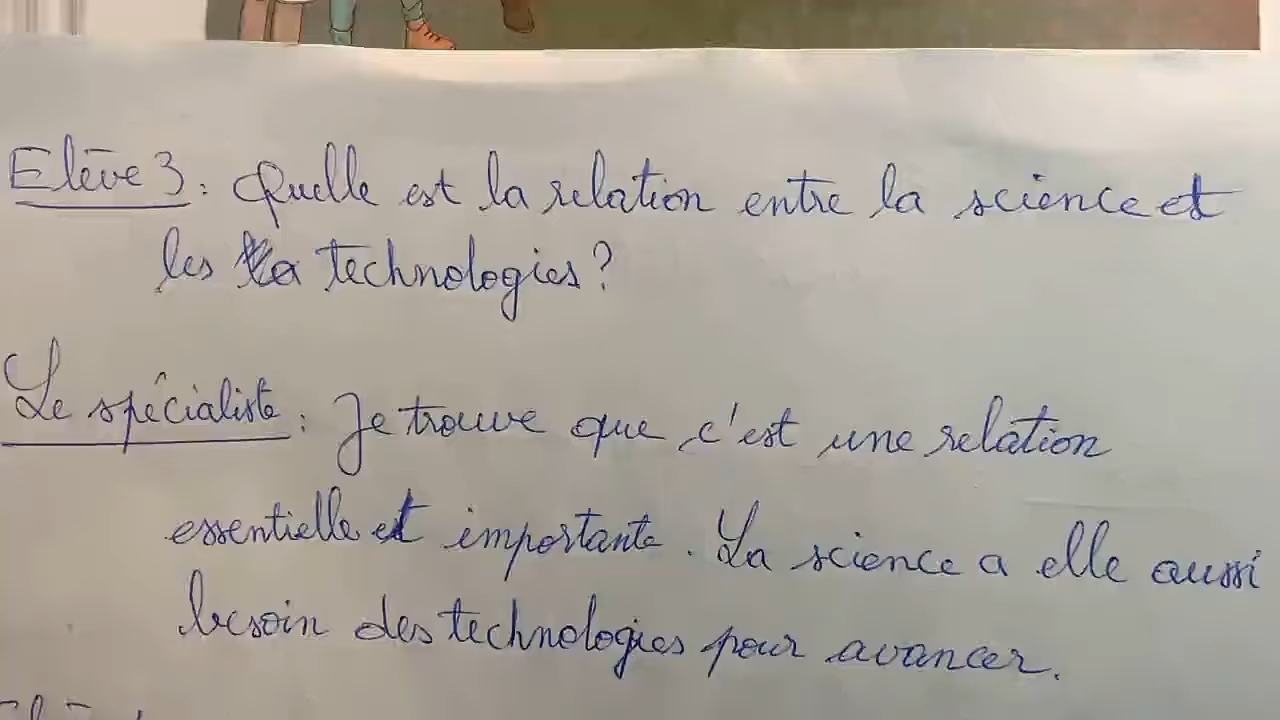 Elève 3 : Quelle est la relation entre la science et
les technologies ?
Le spécialiste : Je trouve que c'est une relation
essentielle et importante. La science a elle aussi
besoin des technologies pour avancer.